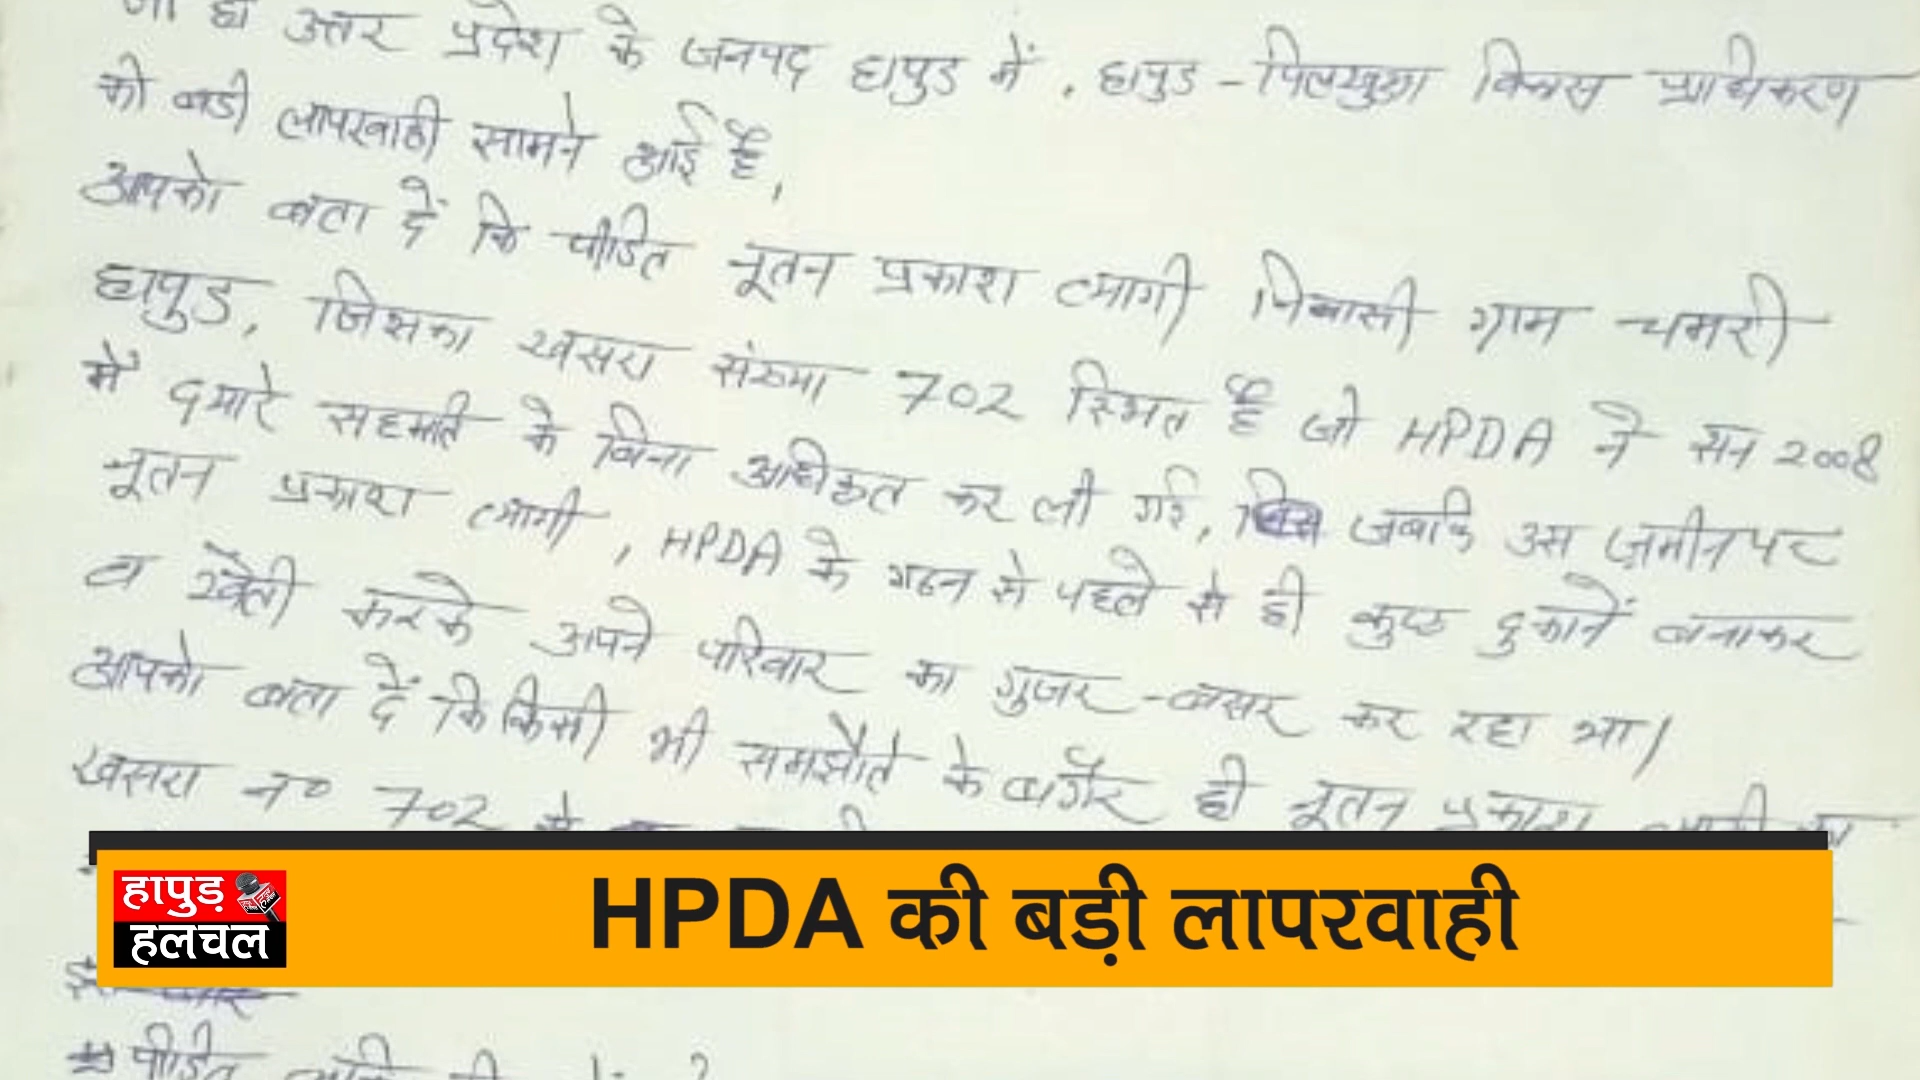 जी हां उत्तर प्रदेश के जनपद हापुड में, हापुड - पिलखुआ विकास प्राधिकरण
की बडी लापरवाही सामने आई है,
आपको बता दें कि पीडित नूतन प्रकाश त्यागी निवासी ग्राम चमरी
हापुड, जिसका खसरा संख्या 702 स्थित है जो HPDA ने सन 2008
में हमारे सहमति के बिना अधिकृत कर ली गई, जबकि उस ज़मीन पर
नूतन प्रकाश त्यागी, HPDA के गठन से पहले से ही कुछ दुकानें बनाकर
व खेती करके अपने परिवार का गुजर-बसर कर रहा था।
आपको बता दें कि किसी भी समझौते के बगैर ही नूतन प्रकाश
खसरा न० 702
हापुड़
हलचल
HPDA की बड़ी लापरवाही
पीडित